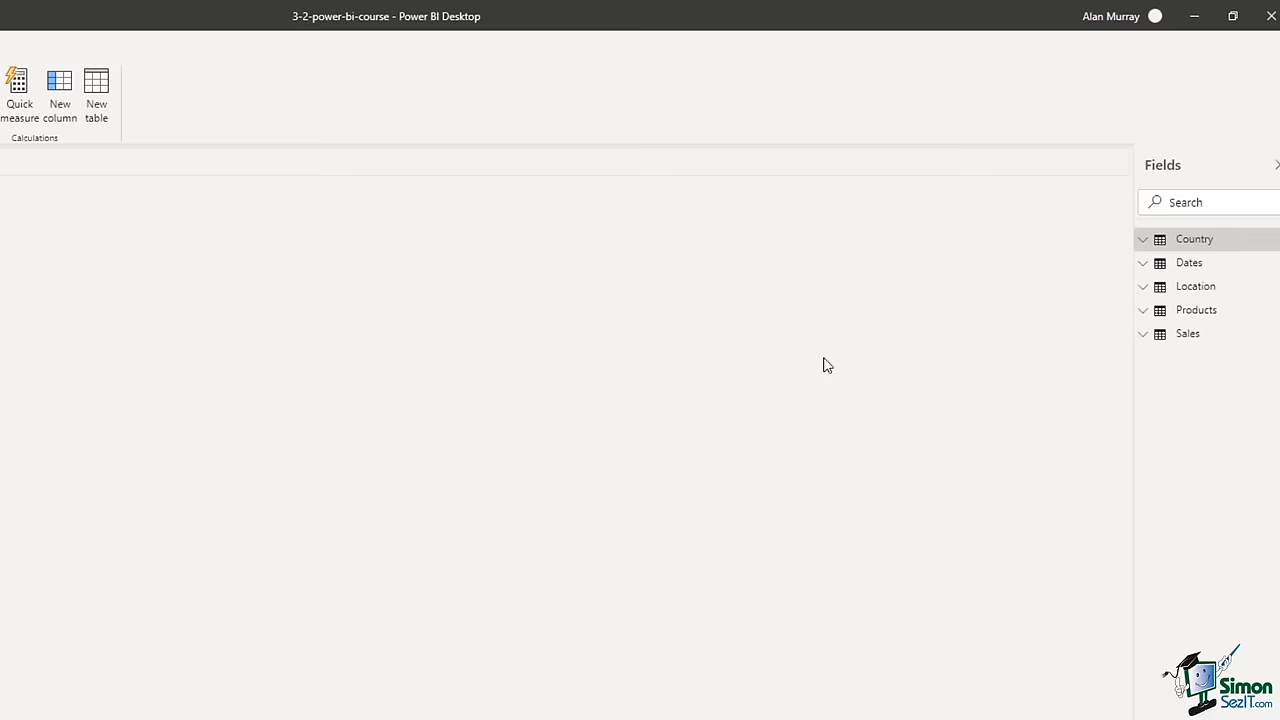 3-2-power-bi-course - Power BI Desktop
Alan Murray
Quick measure
New column
New table
Calculations
Fields
Search
Country
Dates
Location
Products
Sales
Simon
SezIT.com